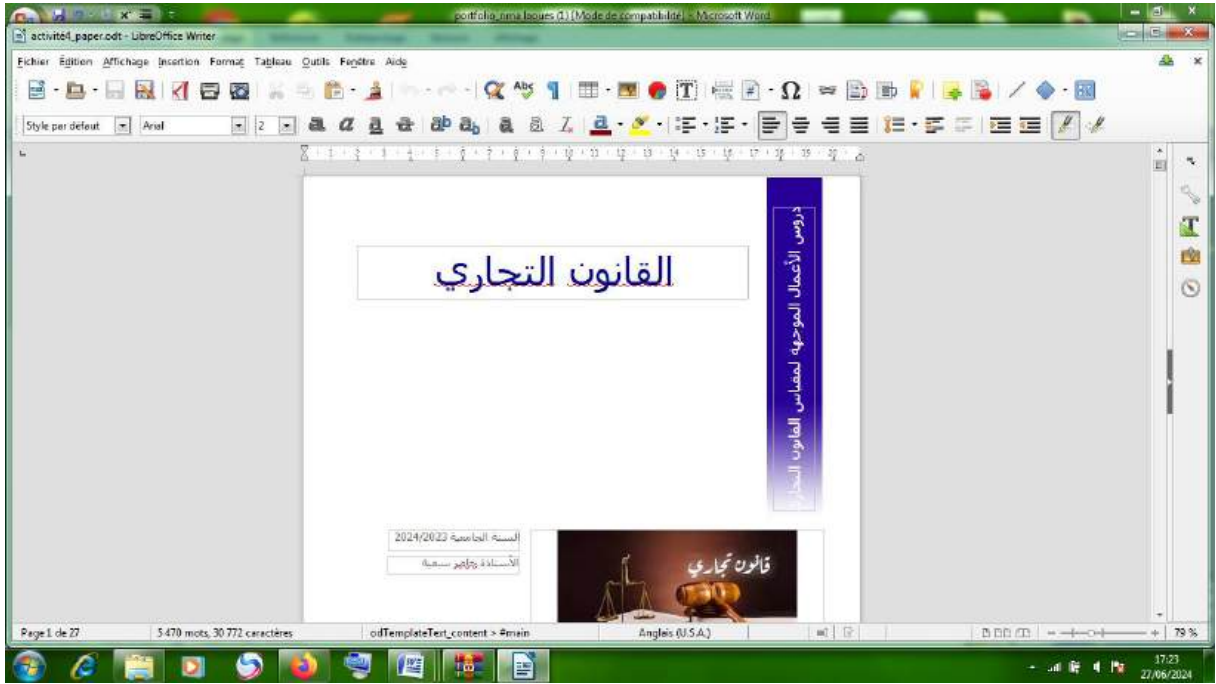 portfolio_nma laoues (1) [Mode de compatibilité] - Microsoft Word
activité4_paper.odt - LibreOffice Writer
Fichier Édition Affichage Insertion Format Tableau Outils Fenêtre Aide
Style par défaut Arial 2
القانون التجاري
دروس الأعمال الموجهة لمقياس القانون التجاري
السنة الجامعية 2024/2023
الأستاذة
قانون تجاري
Page 1 de 27 5 470 mots, 30 772 caractères odTemplateText_content > #main Anglais (U.S.A.) 79 %
17:23
27/06/2024